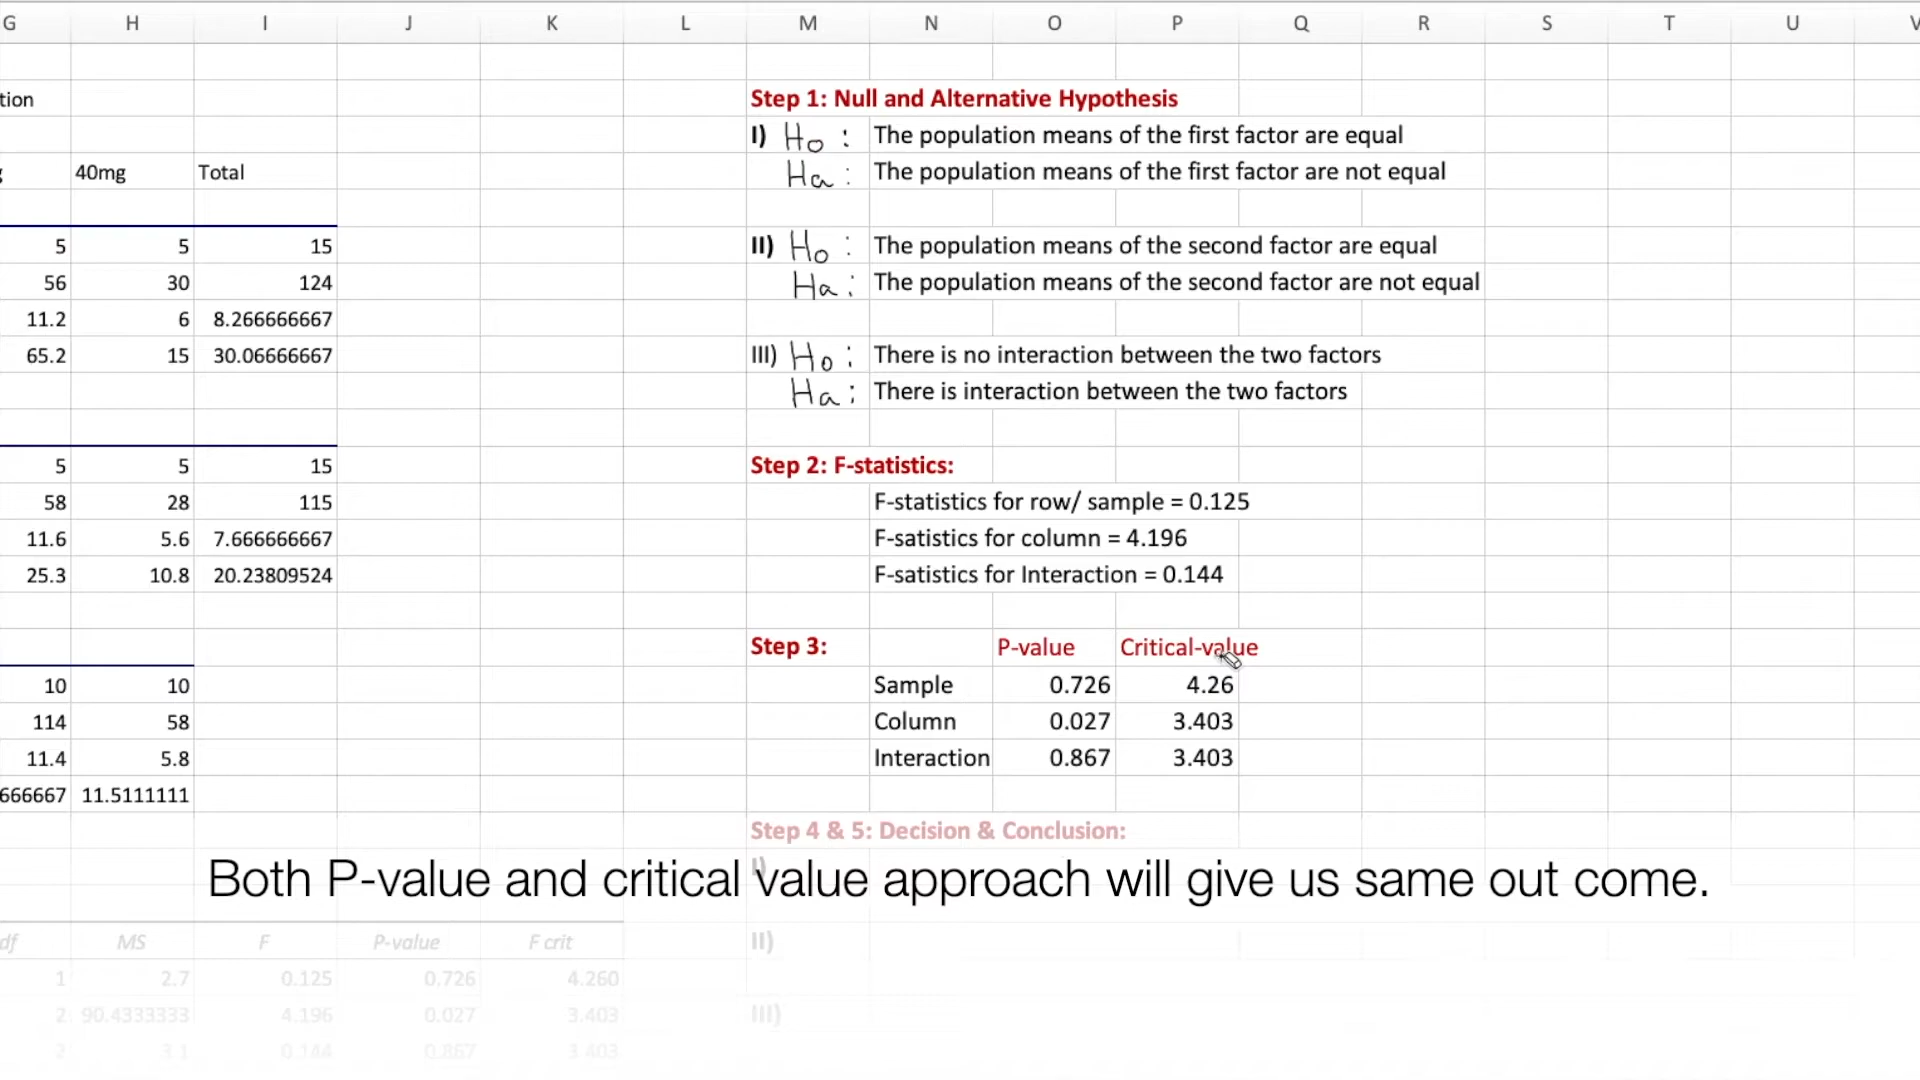 G H I J K L M N O P Q R S T U V
tion
40mg Total
5 5 15
56 30 124
11.2 6 8.266666667
65.2 15 30.06666667
5 5 15
58 28 115
11.6 5.6 7.666666667
25.3 10.8 20.23809524
10 10
114 58
11.4 5.8
666667 11.5111111
df MS F P-value F crit
1 2.7 0.125 0.726 4.260
2 90.4333333 4.196 0.027 3.403
2 3.1 0.144 0.867 3.403
Step 1: Null and Alternative Hypothesis
I) Ho : The population means of the first factor are equal
Ha : The population means of the first factor are not equal
II) Ho : The population means of the second factor are equal
Ha : The population means of the second factor are not equal
III) Ho : There is no interaction between the two factors
Ha : There is interaction between the two factors
Step 2: F-statistics:
F-statistics for row/ sample = 0.125
F-satistics for column = 4.196
F-satistics for Interaction = 0.144
Step 3: P-value Critical-value
Sample 0.726 4.26
Column 0.027 3.403
Interaction 0.867 3.403
Step 4 & 5: Decision & Conclusion:
I)
II)
III)
Both P-value and critical value approach will give us same out come.